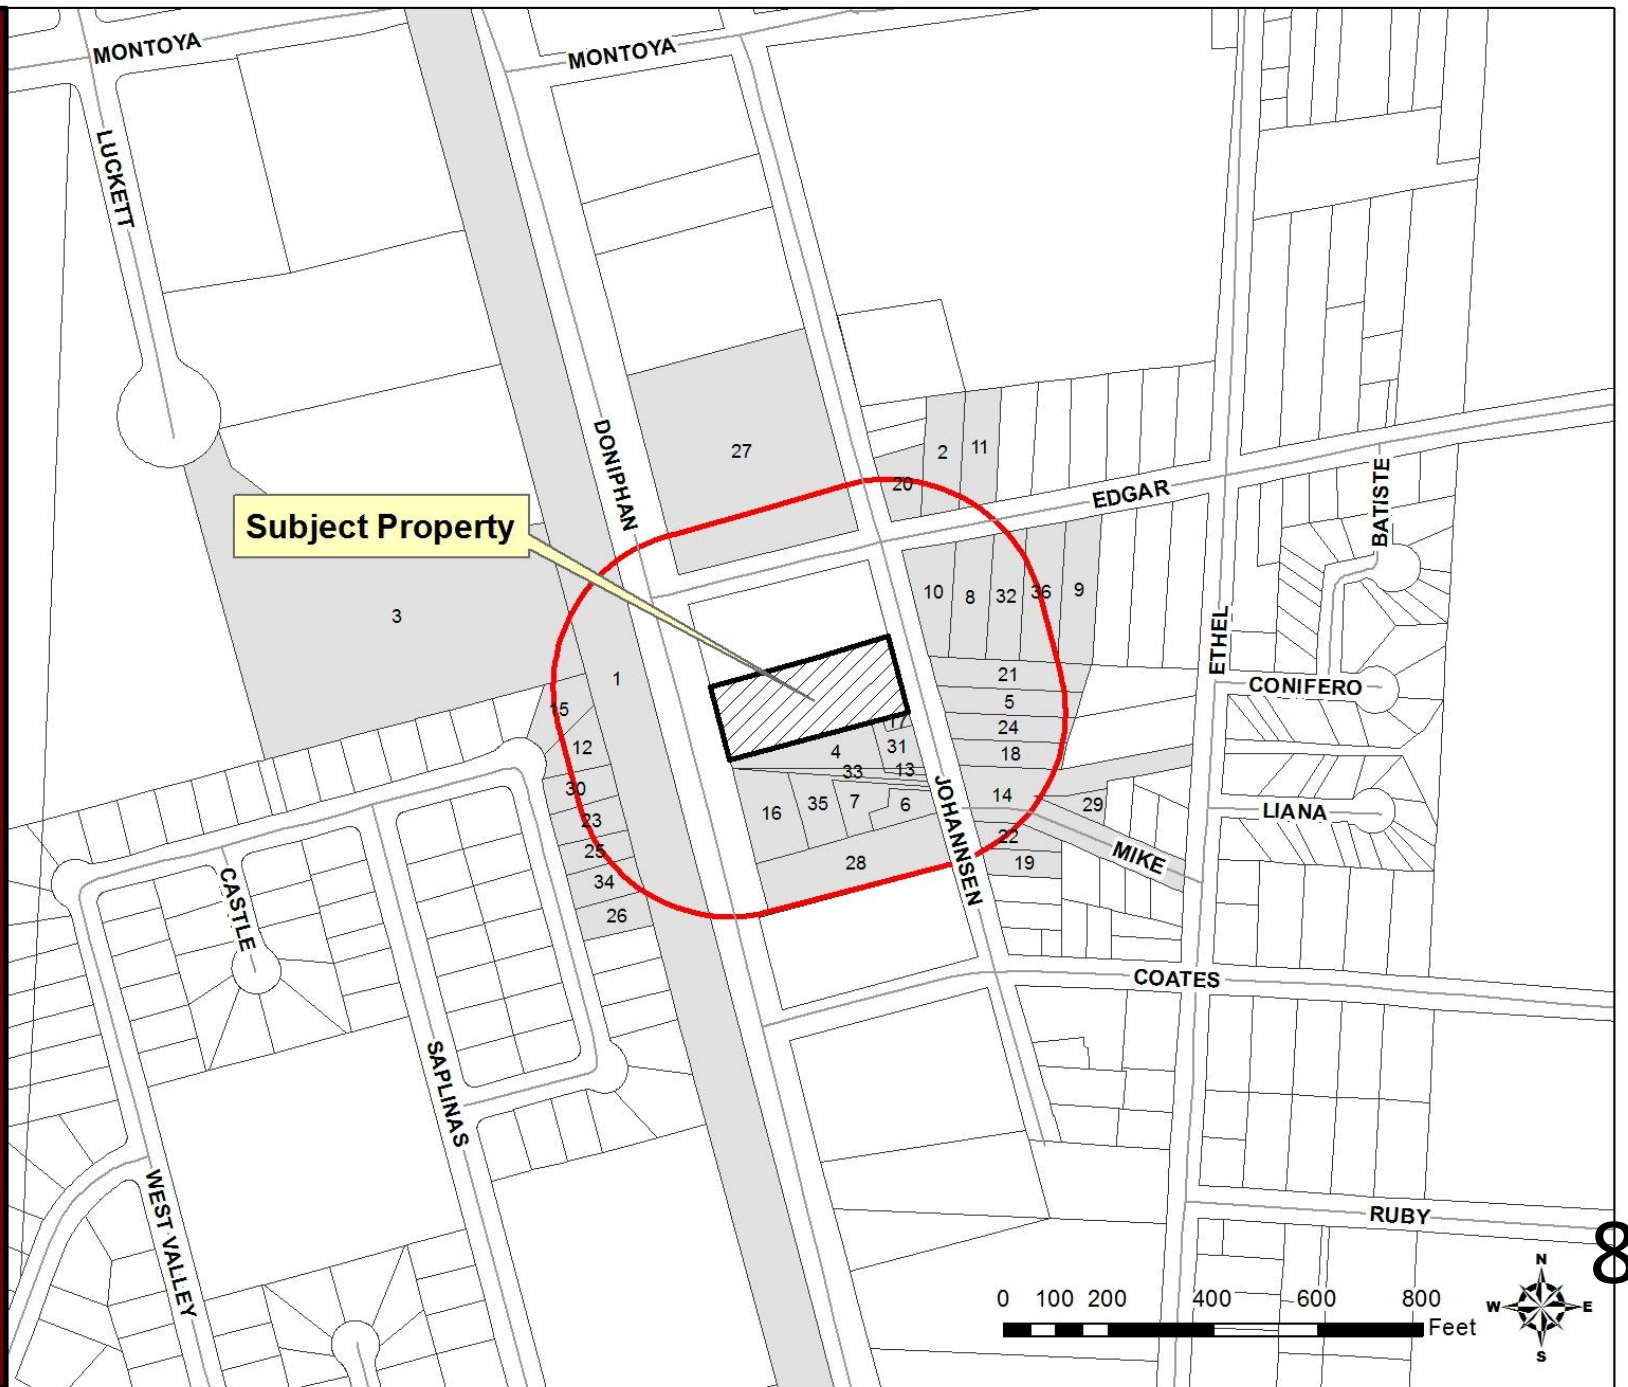 MONTOYA
MONTOYA
LUCKETT
DONIPHAN
27
2
11
20
EDGAR
BATISTE
Subject Property
3
10
8
32
36
9
ETHEL
1
21
CONIFERO
15
5
17
24
12
4
31
18
33
13
30
JOHANNSEN
14
29
LIANA
16
35
7
6
23
22
25
28
19
MIKE
34
CASTLE
26
COATES
SAPLINAS
WEST VALLEY
RUBY
8
N
W
E
S
0 100 200 400 600 800
Feet